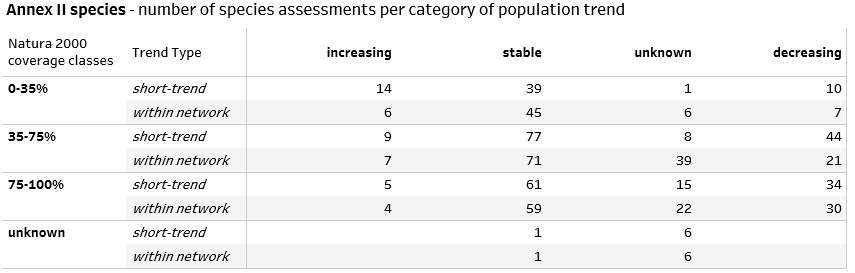 Annex II species - number of species assessments per category of population trend
Natura 2000 coverage classes Trend Type increasing stable unknown decreasing
0-35% short-trend 14 39 1 10
within network 6 45 6 7
35-75% short-trend 9 77 8 44
within network 7 71 39 21
75-100% short-trend 5 61 15 34
within network 4 59 22 30
unknown short-trend 1 6
within network 1 6